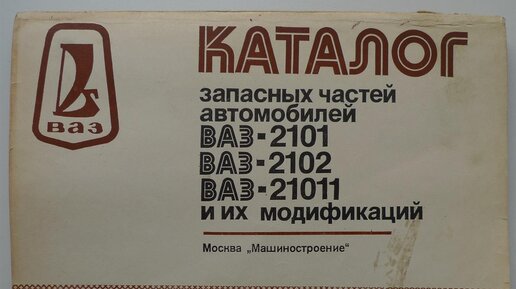 КАТАЛОГ
ваз
запасных частей
автомобилей
ВАЗ-2101
ВАЗ-2102
ВАЗ-21011
и их модификаций
Москва „Машиностроение"